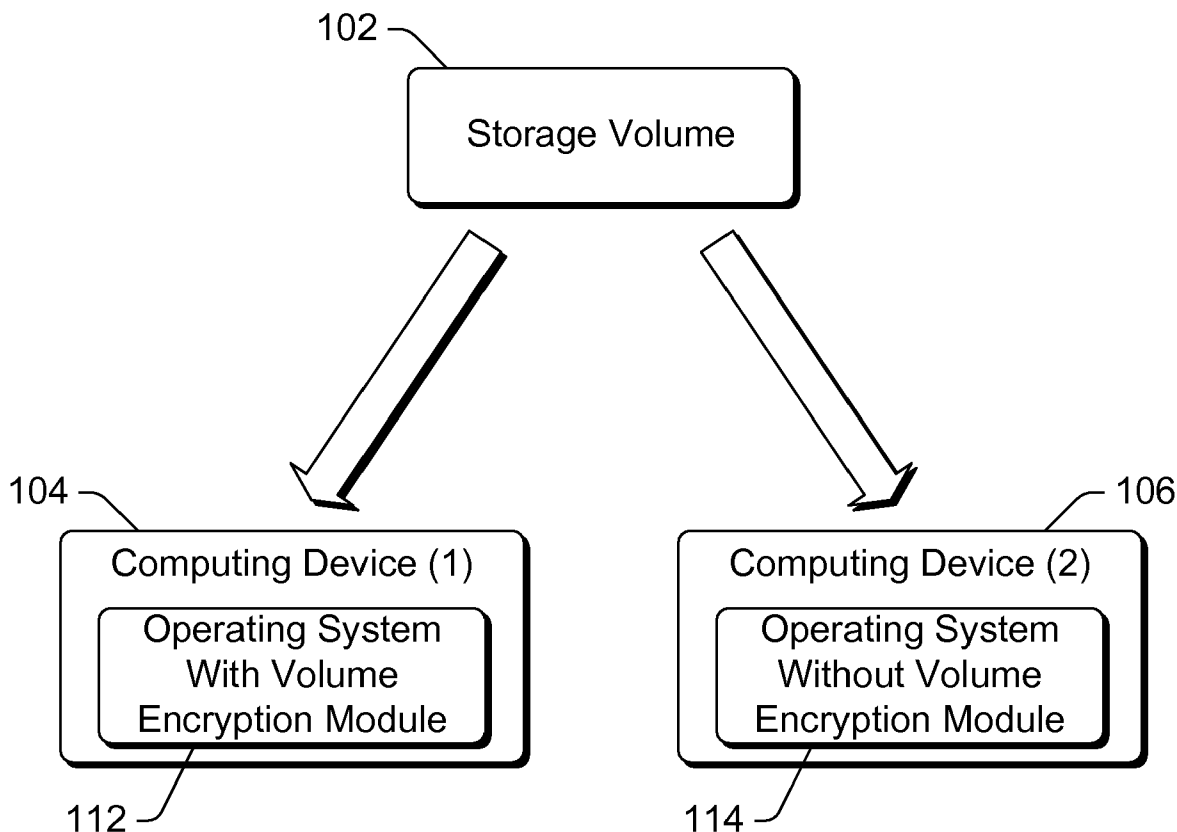 102
Storage Volume
104
106
Computing Device (1)
Computing Device (2)
Operating System
With Volume
Encryption Module
Operating System
Without Volume
Encryption Module
112
114